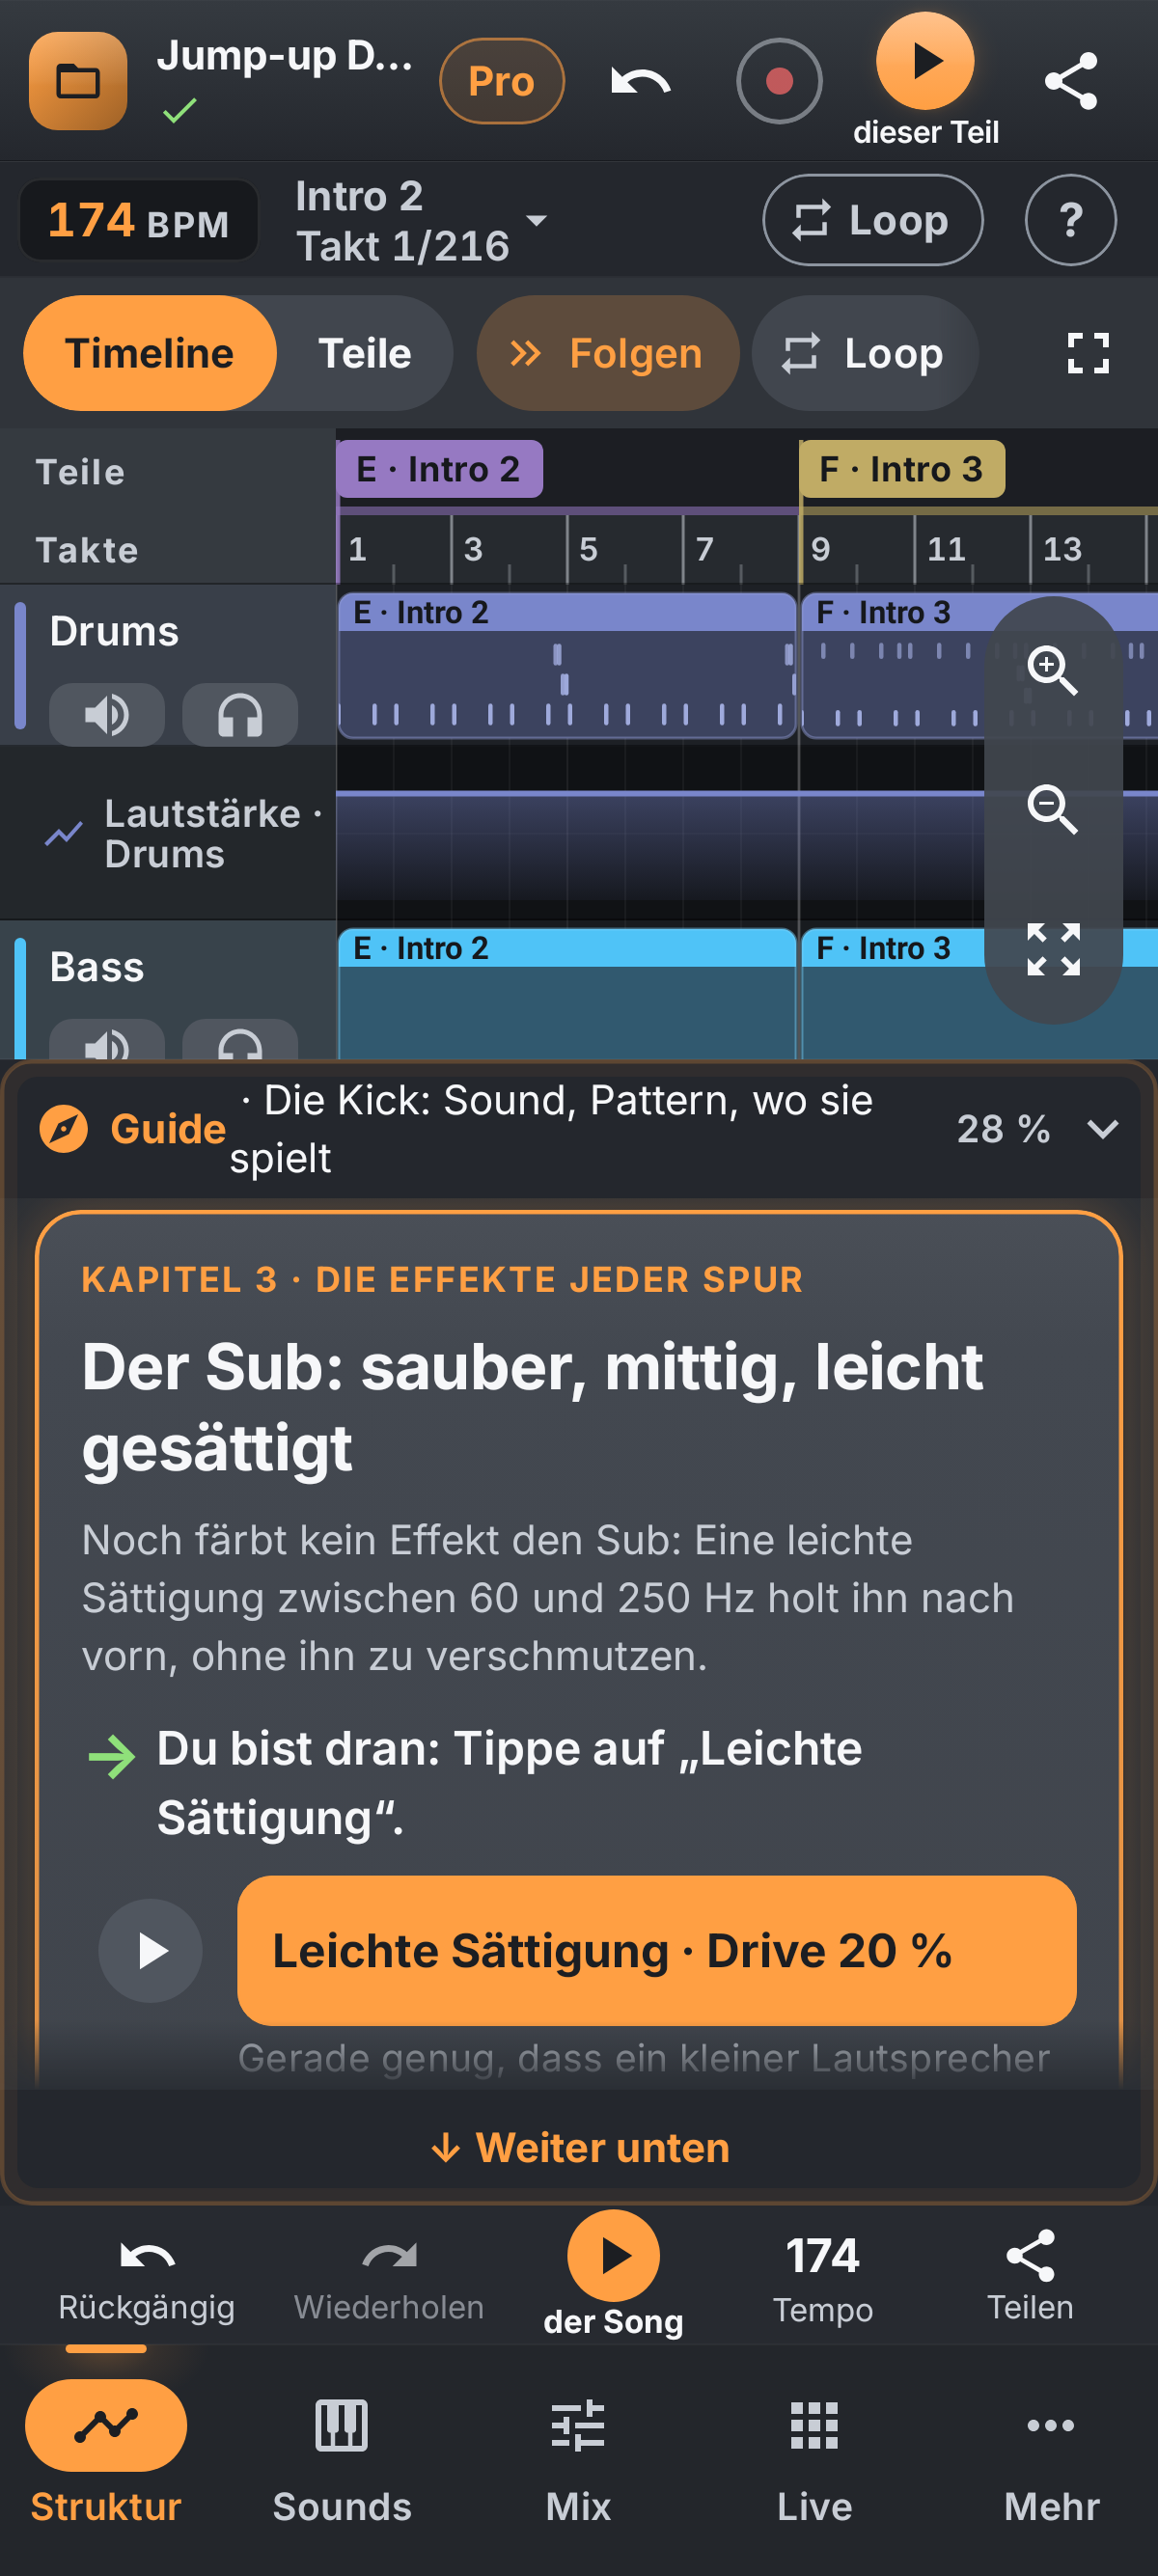 Jump-up D...
Pro
dieser Teil
174 BPM
Intro 2
Takt 1/216
Loop
?
Timeline
Teile
Folgen
Loop
Teile
E · Intro 2
F · Intro 3
Takte
1 3 5 7 9 11 13
Drums
E · Intro 2
F · Intro 3
Lautstärke ·
Drums
Bass
E · Intro 2
F · Intro 3
Guide · Die Kick: Sound, Pattern, wo sie
spielt
28 %
KAPITEL 3 · DIE EFFEKTE JEDER SPUR
Der Sub: sauber, mittig, leicht
gesättigt
Noch färbt kein Effekt den Sub: Eine leichte
Sättigung zwischen 60 und 250 Hz holt ihn nach
vorn, ohne ihn zu verschmutzen.
Du bist dran: Tippe auf „Leichte
Sättigung“.
Leichte Sättigung · Drive 20 %
Gerade genug, dass ein kleiner Lautsprecher
↓ Weiter unten
Rückgängig
Wiederholen
der Song
174
Tempo
Teilen
Struktur
Sounds
Mix
Live
Mehr